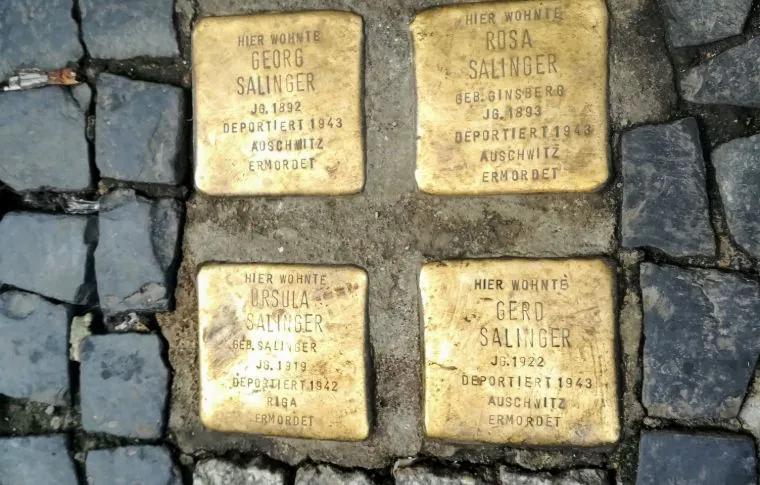 HIER WOHNTE
GEORG
SALINGER
JG. 1892
DEPORTIERT 1943
AUSCHWITZ
ERMORDET
HIER WOHNTE
ROSA
SALINGER
GEB. GINSBERG
JG. 1893
DEPORTIERT 1943
AUSCHWITZ
ERMORDET
HIER WOHNTE
URSULA
SALINGER
GEB. SALINGER
JG. 1919
DEPORTIERT 1942
RIGA
ERMORDET
HIER WOHNTE
GERD
SALINGER
JG. 1922
DEPORTIERT 1943
AUSCHWITZ
ERMORDET